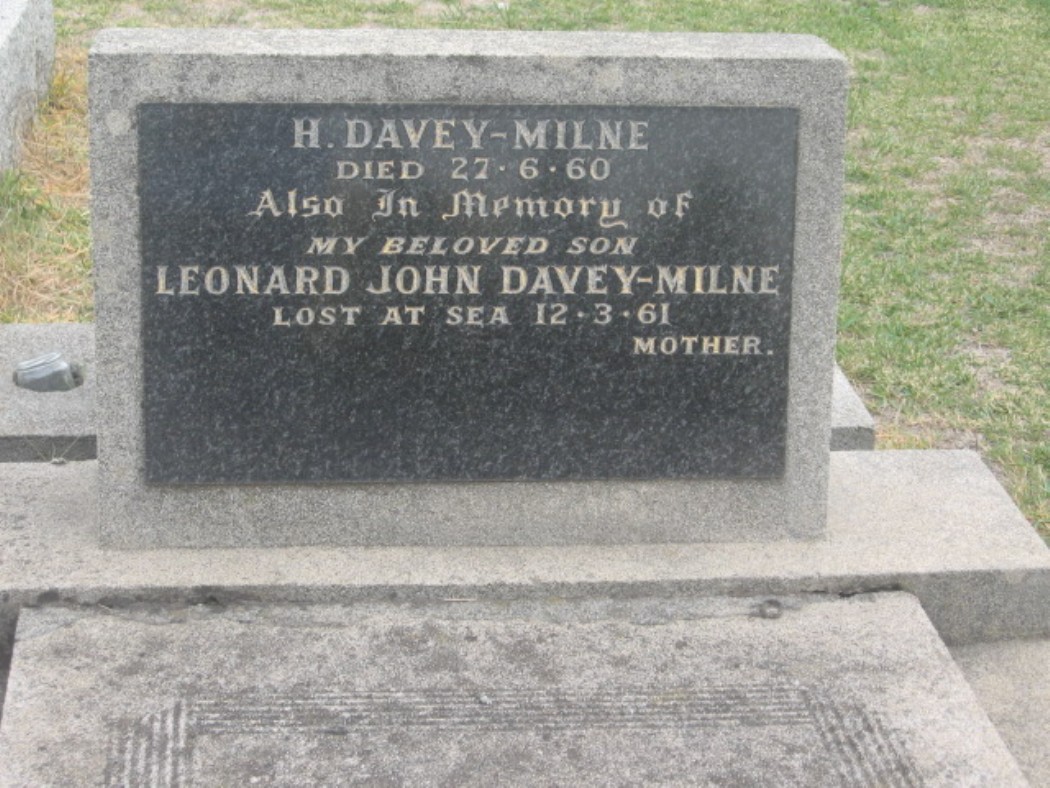 H. DAVEY-MILNE
DIED 27·6·60
Also In Memory of
MY BELOVED SON
LEONARD JOHN DAVEY-MILNE
LOST AT SEA 12·3·61
MOTHER.